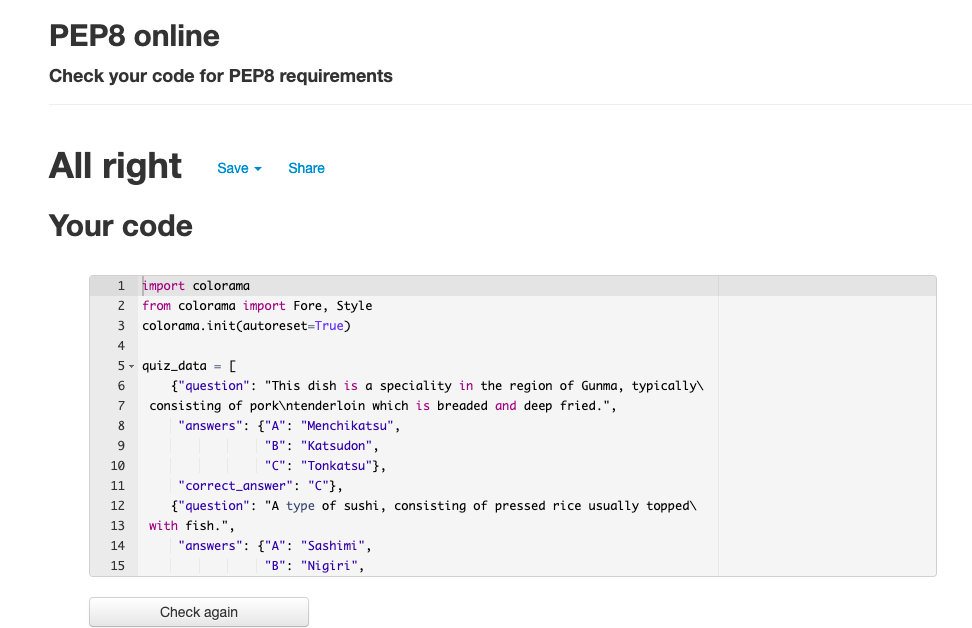 PEP8 online
Check your code for PEP8 requirements
All right Save Share
Your code
1 import colorama
2 from colorama import Fore, Style
3 colorama.init(autoreset=True)
4
5 quiz_data = [
6     {"question": "This dish is a speciality in the region of Gunma, typically\
7  consisting of pork\ntenderloin which is breaded and deep fried.",
8      "answers": {"A": "Menchikatsu",
9                  "B": "Katsudon",
10                  "C": "Tonkatsu"},
11      "correct_answer": "C"},
12     {"question": "A type of sushi, consisting of pressed rice usually topped\
13  with fish.",
14      "answers": {"A": "Sashimi",
15                  "B": "Nigiri",
Check again